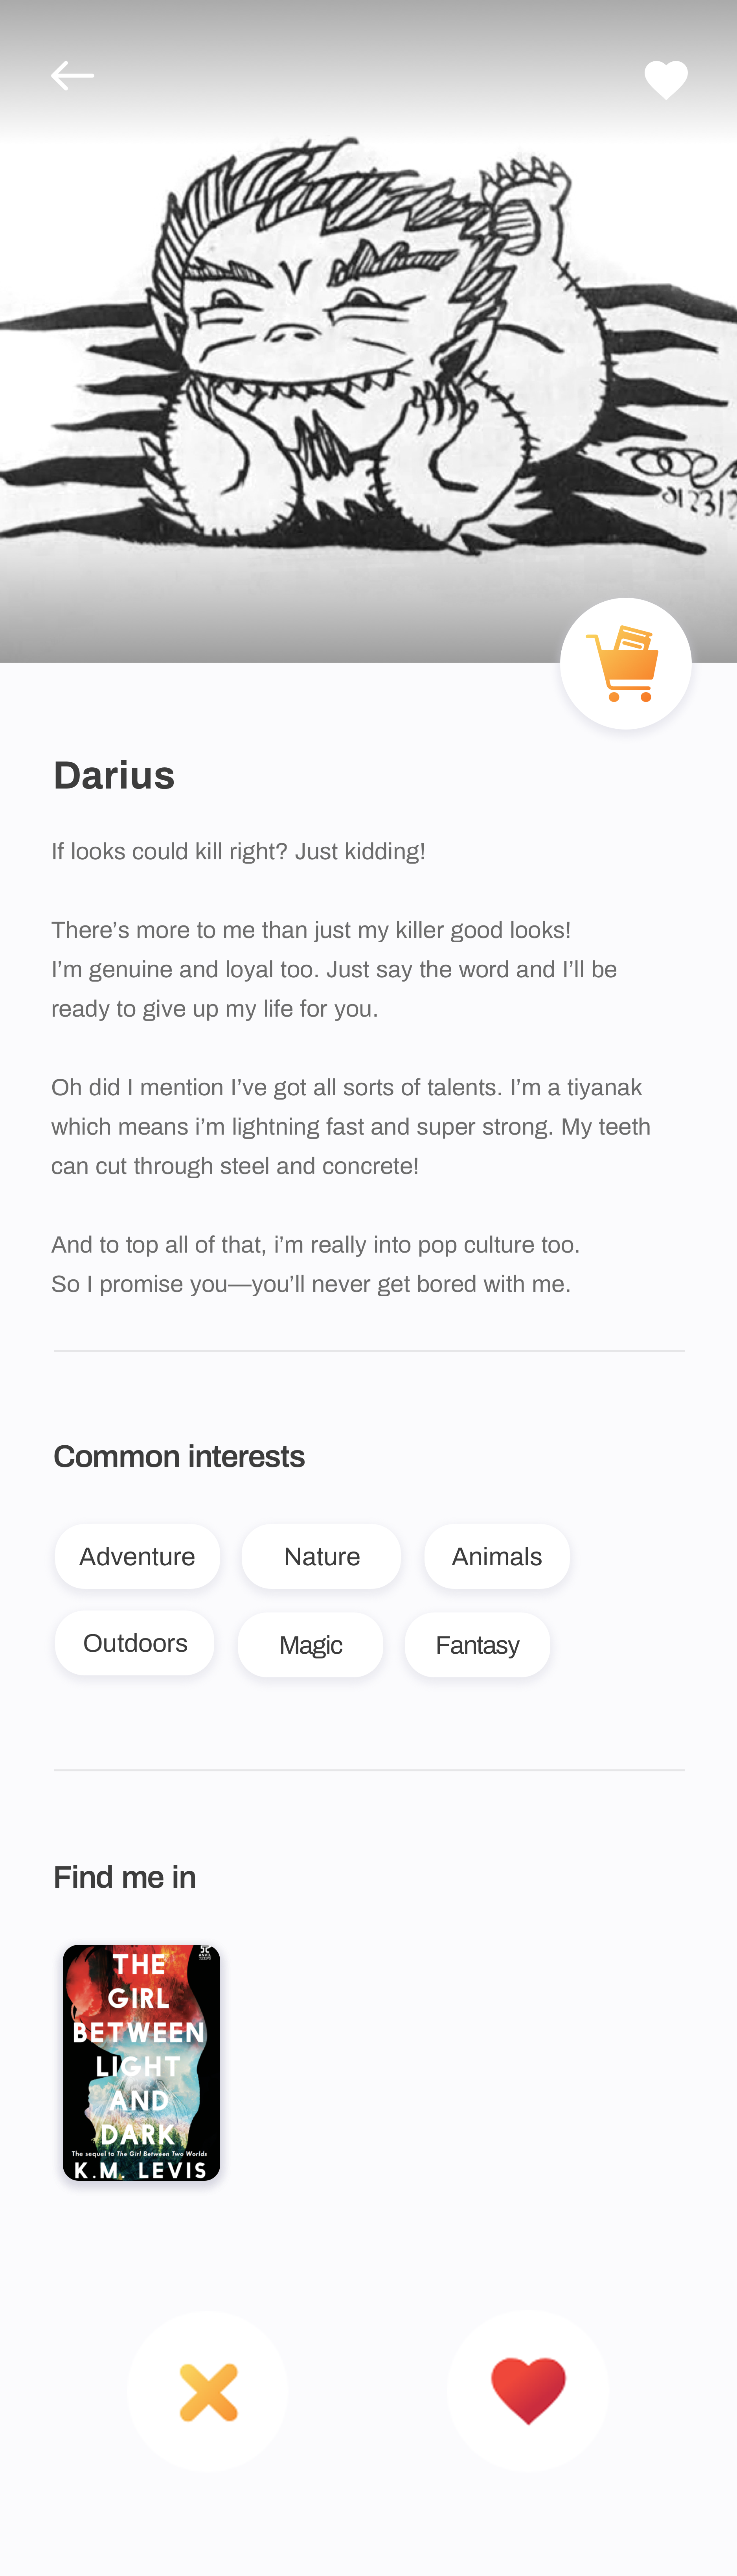 012317
Darius
If looks could kill right? Just kidding!
There’s more to me than just my killer good looks!
I’m genuine and loyal too. Just say the word and I’ll be
ready to give up my life for you.
Oh did I mention I’ve got all sorts of talents. I’m a tiyanak
which means i’m lightning fast and super strong. My teeth
can cut through steel and concrete!
And to top all of that, i’m really into pop culture too.
So I promise you—you’ll never get bored with me.
Common interests
Adventure Nature Animals
Outdoors Magic Fantasy
Find me in
THE
GIRL
BETWEEN
LIGHT
AND
DARK
The sequel to The Girl Between Two Worlds
K.M. LEVIS